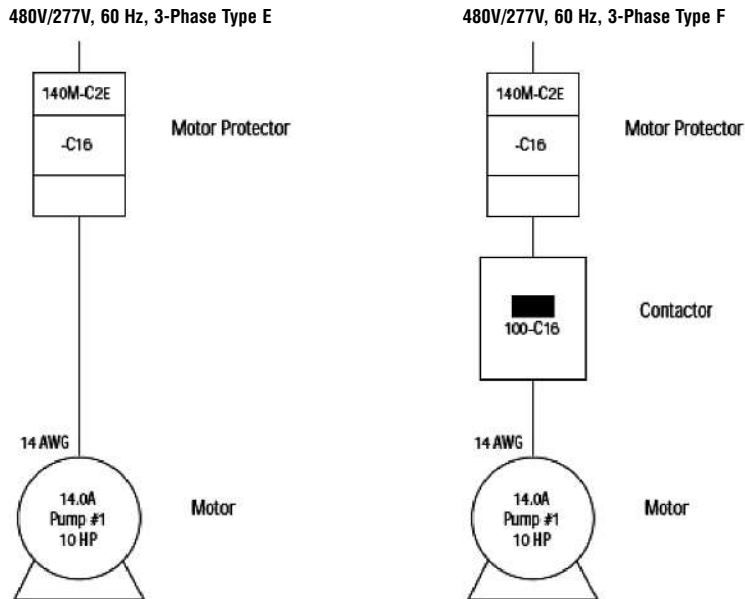 480V/277V, 60 Hz, 3-Phase Type E
140M-C2E
-C16
Motor Protector
14 AWG
14.0A
Pump #1
10 HP
Motor
480V/277V, 60 Hz, 3-Phase Type F
140M-C2E
-C16
Motor Protector
100-C16
Contactor
14 AWG
14.0A
Pump #1
10 HP
Motor